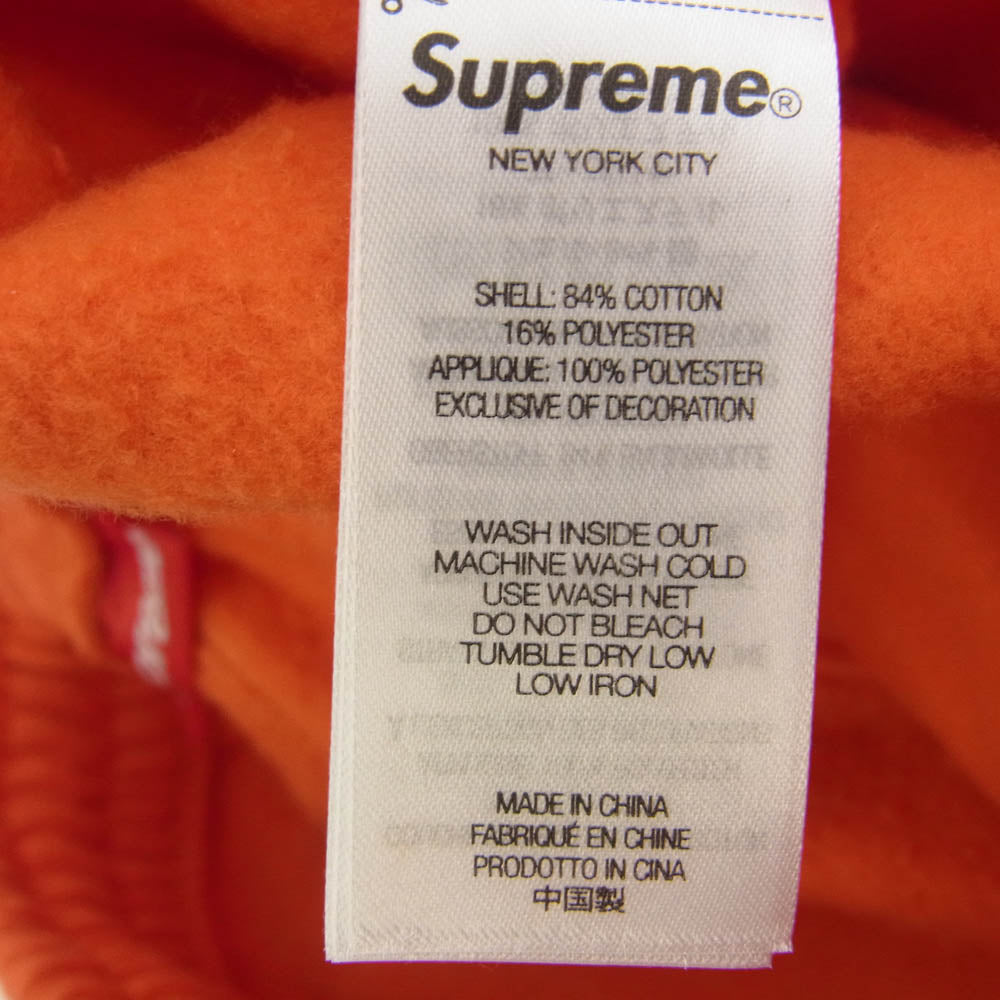 Supreme®
NEW YORK CITY
SHELL: 84% COTTON
16% POLYESTER
APPLIQUE: 100% POLYESTER
EXCLUSIVE OF DECORATION
WASH INSIDE OUT
MACHINE WASH COLD
USE WASH NET
DO NOT BLEACH
TUMBLE DRY LOW
LOW IRON
MADE IN CHINA
FABRIQUÉ EN CHINE
PRODOTTO IN CINA
中国製